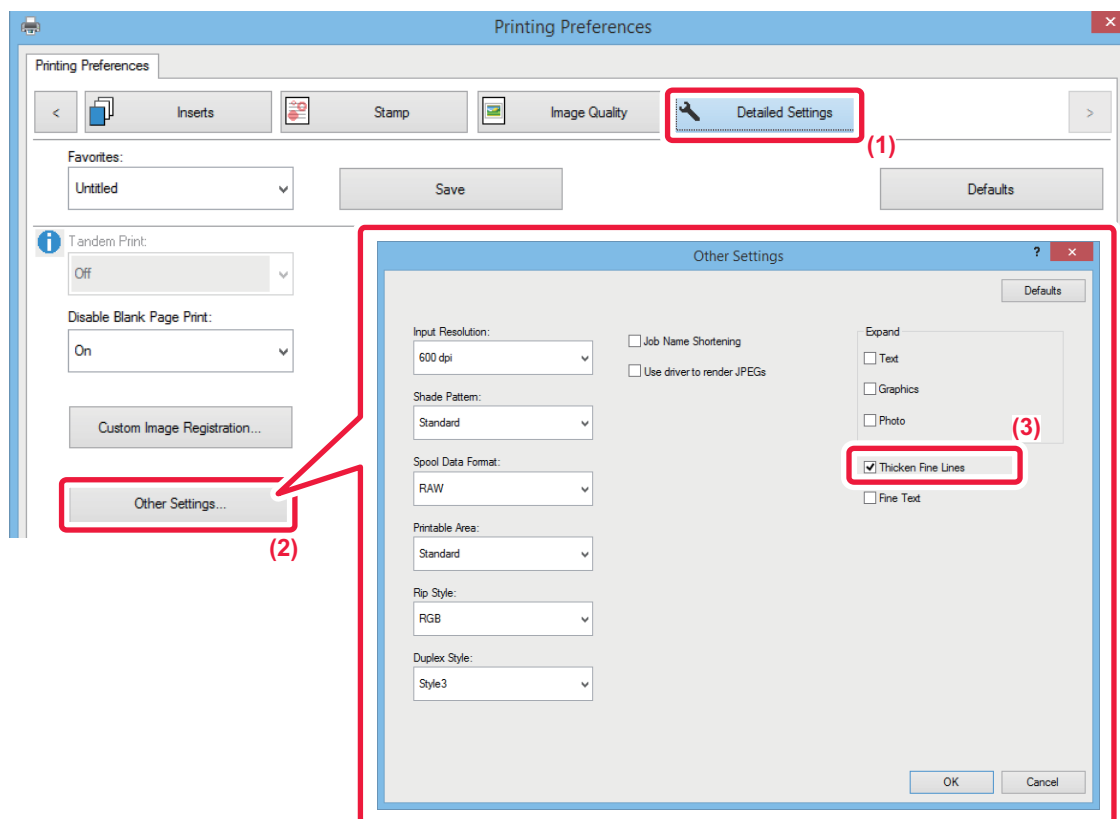 Printing Preferences
Printing Preferences
<
Inserts
Stamp
Image Quality
Detailed Settings
>
(1)
Favorites:
Untitled
Save
Defaults
Tandem Print:
Off
Disable Blank Page Print:
On
Custom Image Registration...
Other Settings...
(2)
Other Settings
?
Defaults
Input Resolution:
600 dpi
Shade Pattern:
Standard
Spool Data Format:
RAW
Printable Area:
Standard
Rip Style:
RGB
Duplex Style:
Style3
Job Name Shortening
Use driver to render JPEGs
Expand
Text
Graphics
Photo
(3)
Thicken Fine Lines
Fine Text
OK
Cancel